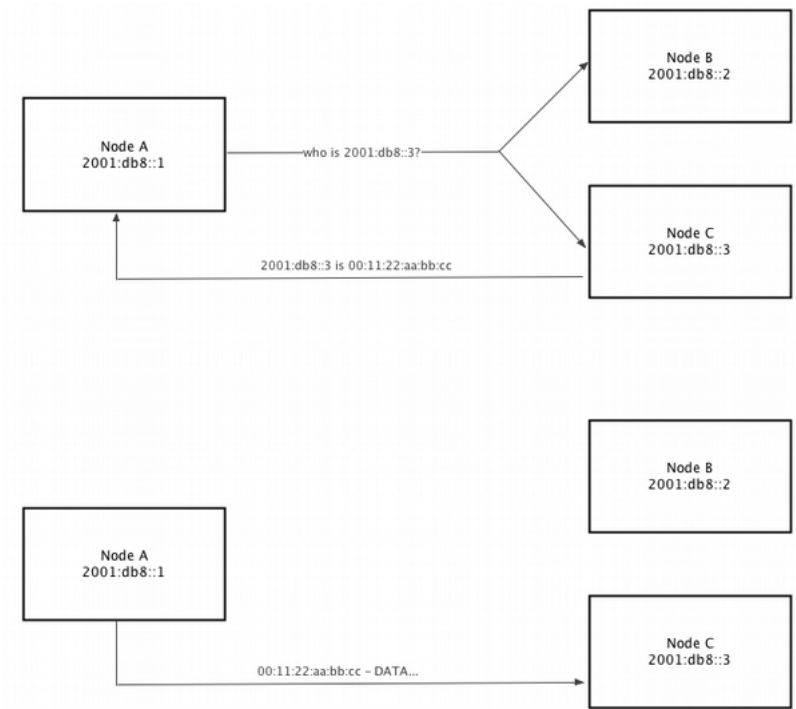 Node B
2001:db8::2
Node A
2001:db8::1
who is 2001:db8::3?
Node C
2001:db8::3
2001:db8::3 is 00:11:22:aa:bb:cc
Node B
2001:db8::2
Node A
2001:db8::1
Node C
2001:db8::3
00:11:22:aa:bb:cc – DATA...